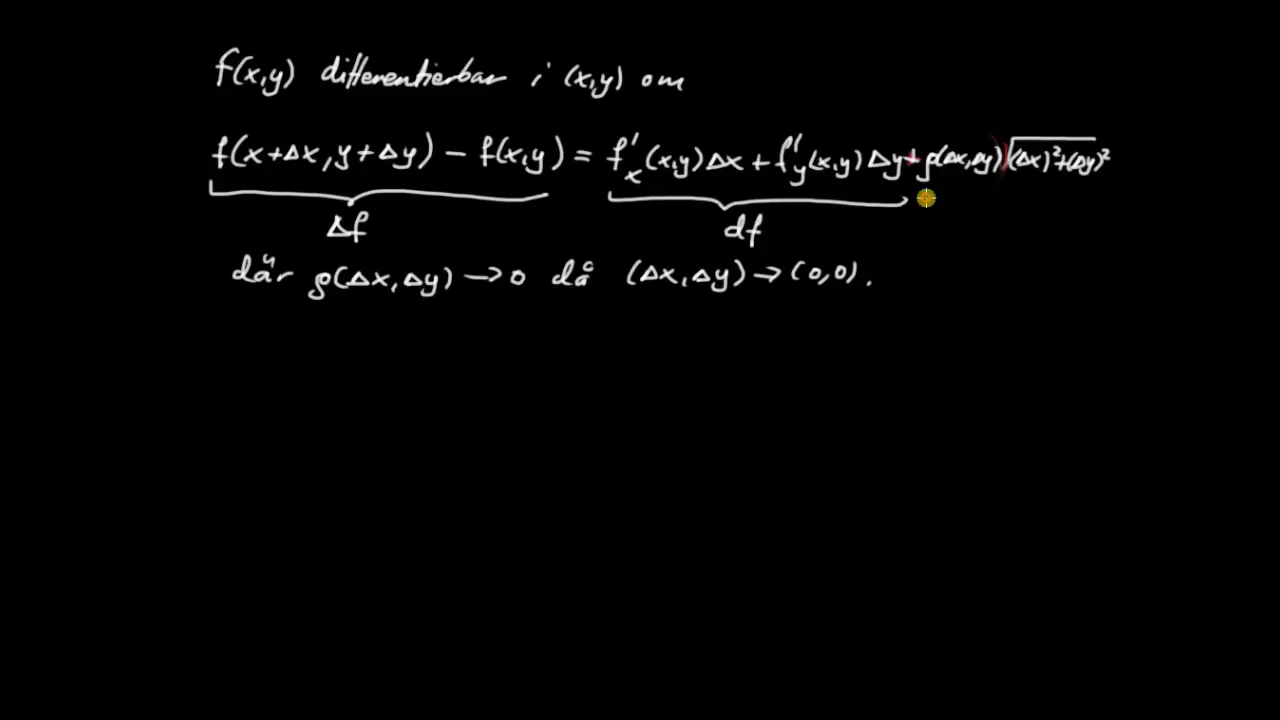 f(x,y) differentierbar i (x,y) om
f(x+Δx, y+Δy) − f(x,y) = f'x(x,y)Δx + f'y(x,y)Δy + ρ(Δx,Δy)√((Δx)²+(Δy)²)
Δf df
där ρ(Δx,Δy) → 0 då (Δx,Δy) → (0,0).